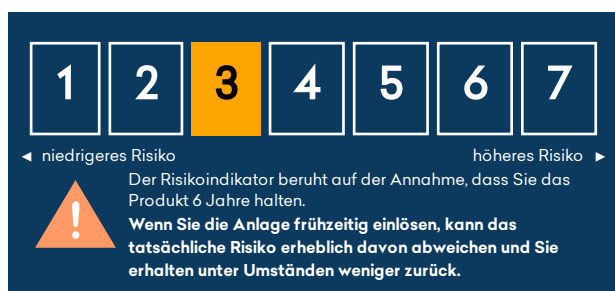 1 2 3 4 5 6 7
◄ niedrigeres Risiko höheres Risiko ►
Der Risikoindikator beruht auf der Annahme, dass Sie das
Produkt 6 Jahre halten.
Wenn Sie die Anlage frühzeitig einlösen, kann das
tatsächliche Risiko erheblich davon abweichen und Sie
erhalten unter Umständen weniger zurück.
!